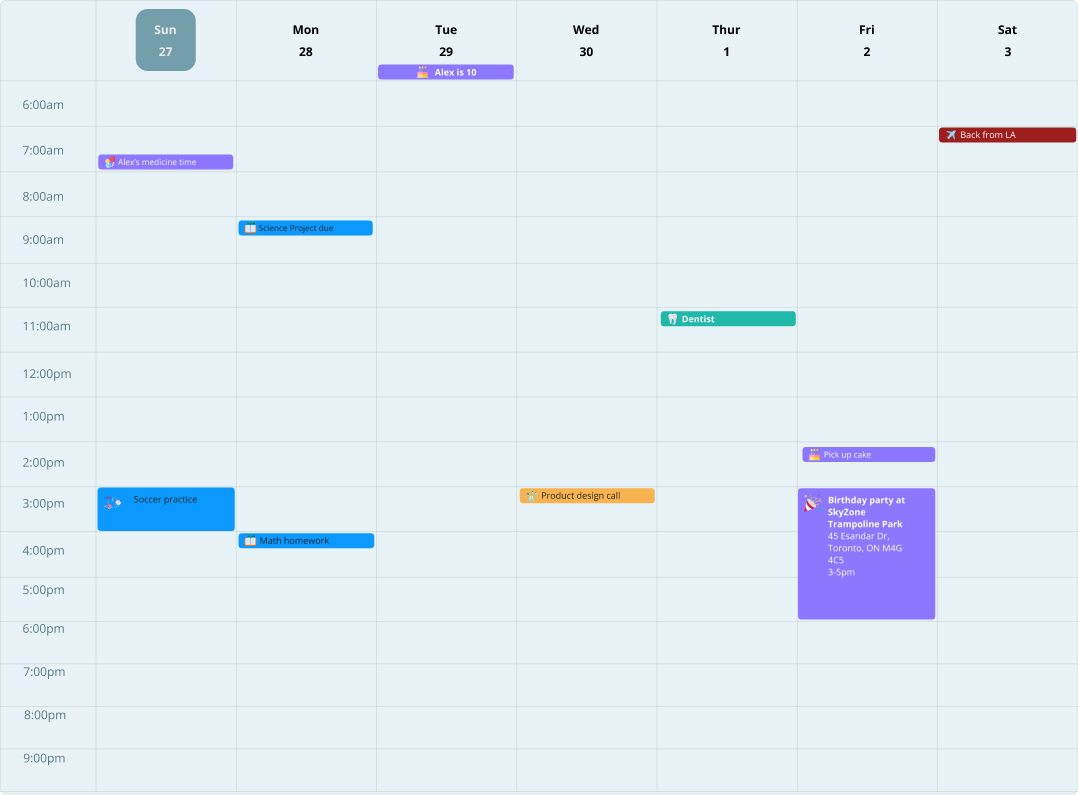 Sun Mon Tue Wed Thur Fri Sat
27 28 29 30 1 2 3
Alex is 10
6:00am
Back from LA
7:00am
Alex's medicine time
8:00am
Science Project due
9:00am
10:00am
Dentist
11:00am
12:00pm
1:00pm
Pick up cake
2:00pm
Soccer practice
Product design call
3:00pm
Birthday party at
SkyZone
Trampoline Park
45 Esandar Dr,
Toronto, ON M4G
4C5
3-5pm
Math homework
4:00pm
5:00pm
6:00pm
7:00pm
8:00pm
9:00pm